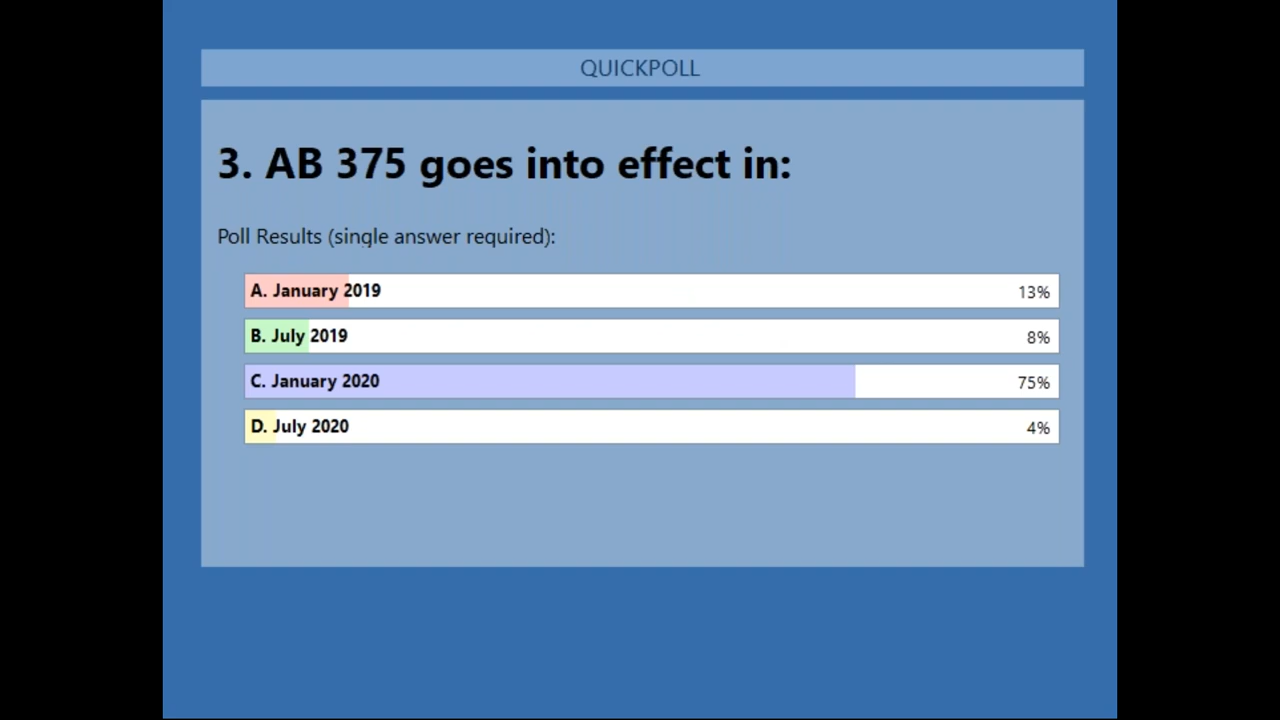 QUICKPOLL
3. AB 375 goes into effect in:
Poll Results (single answer required):
A. January 2019 13%
B. July 2019 8%
C. January 2020 75%
D. July 2020 4%